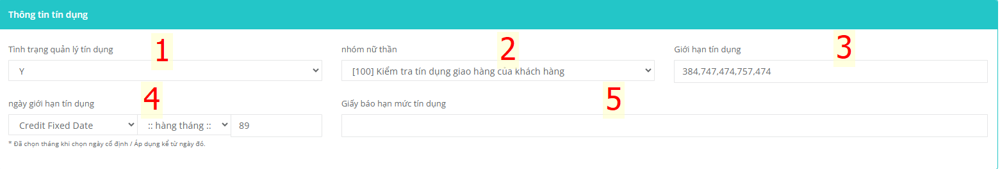 Thông tin tín dụng
Tình trạng quản lý tín dụng 1
nhóm nữ thần 2
Giới hạn tín dụng 3
Y
[100] Kiểm tra tín dụng giao hàng của khách hàng
384,747,474,757,474
ngày giới hạn tín dụng 4
Giấy báo hạn mức tín dụng 5
Credit Fixed Date :: hàng tháng :: 89
* Đã chọn tháng khi chọn ngày cố định / Áp dụng kể từ ngày đó.